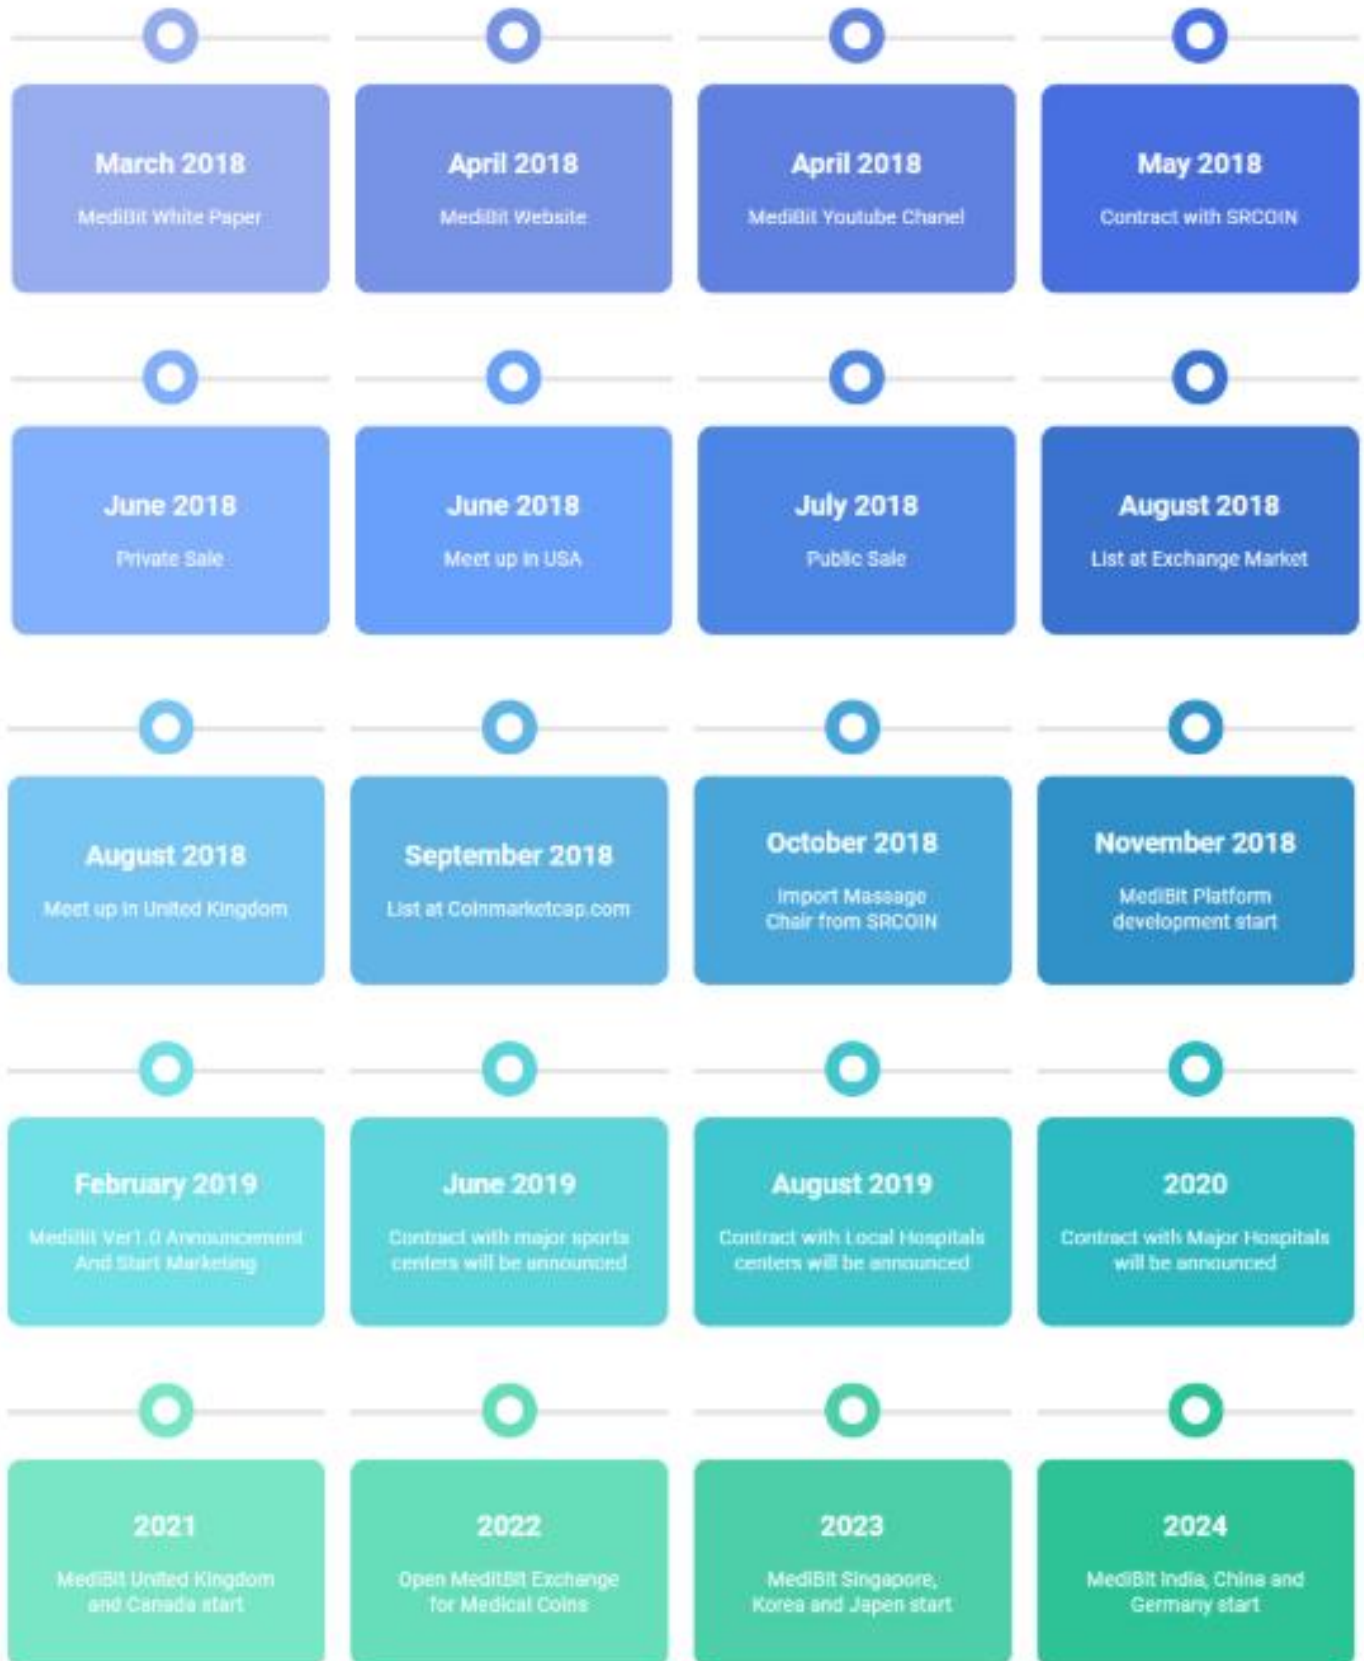 March 2018
MediBit White Paper
April 2018
MediBit Website
April 2018
MediBit Youtube Chanel
May 2018
Contract with SRCOIN
June 2018
Private Sale
June 2018
Meet up in USA
July 2018
Public Sale
August 2018
List at Exchange Market
August 2018
Meet up in United Kingdom
September 2018
List at Coinmarketcap.com
October 2018
Import Massage
Chair from SRCOIN
November 2018
MediBit Platform
development start
February 2019
MediBit Ver1.0 Announcement
And Start Marketing
June 2019
Contract with major sports
centers will be announced
August 2019
Contract with Local Hospitals
centers will be announced
2020
Contract with Major Hospitals
will be announced
2021
MediBit United Kingdom
and Canada start
2022
Open MeditBit Exchange
for Medical Coins
2023
MediBit Singapore,
Korea and Japen start
2024
MediBit India, China and
Germany start